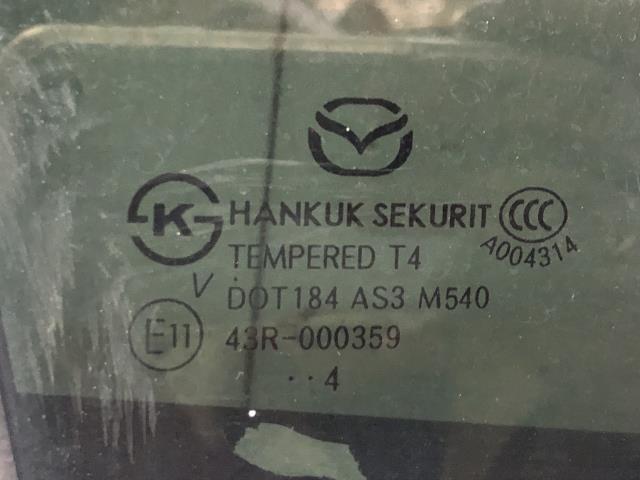 K S HANKUK SEKURIT CCC
A004314
TEMPERED T4
V DOT184 AS3 M540
E11 43R-000359
..4